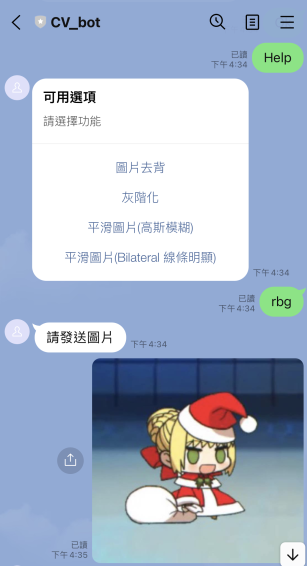 CV_bot
已讀
下午4:34
Help
可用選項
請選擇功能
圖片去背
灰階化
平滑圖片(高斯模糊)
平滑圖片(Bilateral 線條明顯)
下午4:34
已讀
下午4:34
rbg
請發送圖片
下午4:34
已讀
下午4:35